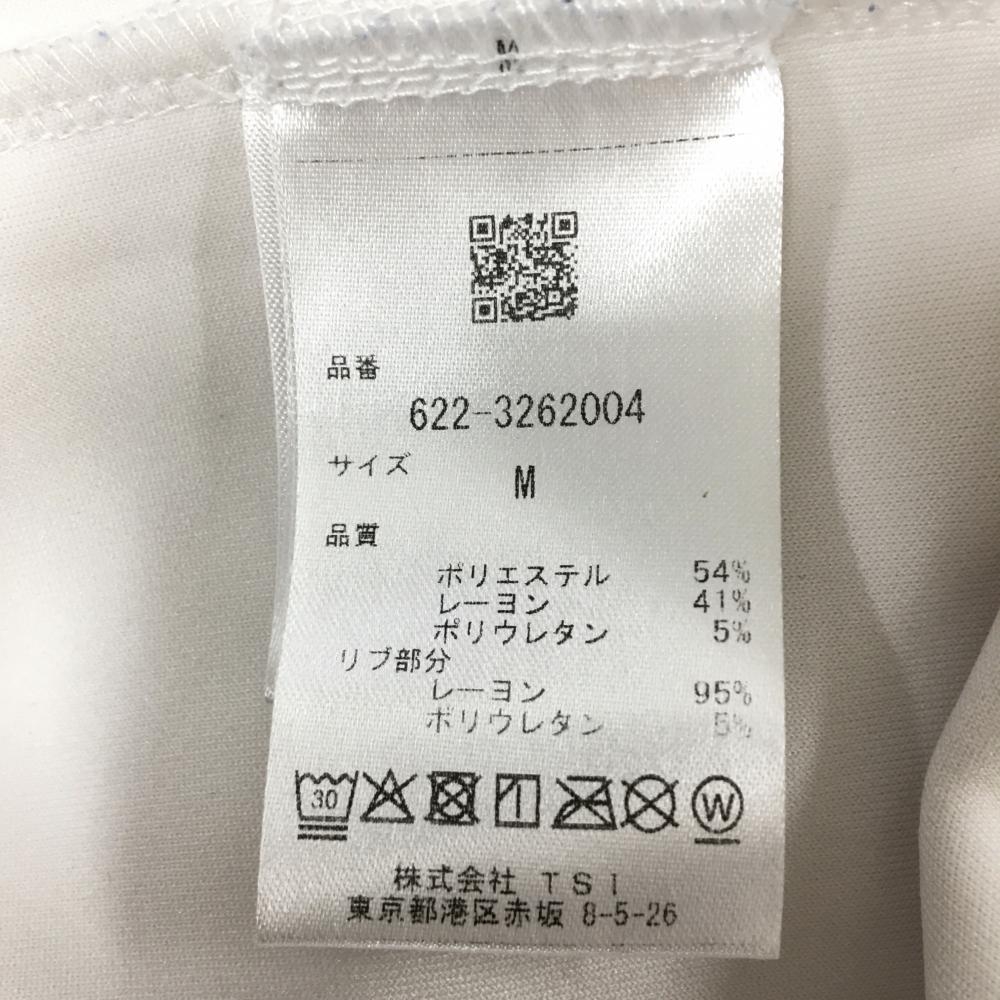 品番
622-3262004
サイズ
M
品質
ポリエステル 54%
レーヨン 41%
ポリウレタン 5%
リブ部分
レーヨン 95%
ポリウレタン 5%
30
W
株式会社 TSI
東京都港区赤坂 8-5-26